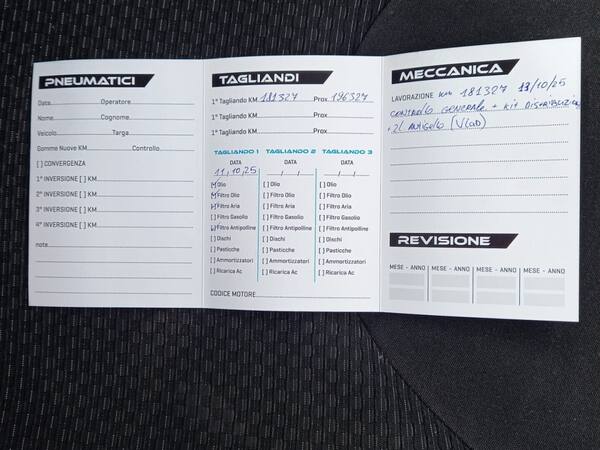 PNEUMATICI
Data Operatore
Nome Cognome
Veicolo Targa
Gomme Nuove KM Controllo
[ ] CONVERGENZA
1° INVERSIONE [ ] KM
2° INVERSIONE [ ] KM
3° INVERSIONE [ ] KM
4° INVERSIONE [ ] KM
note
TAGLIANDI
1° Tagliando KM 181327 Prox 196327
1° Tagliando KM Prox
1° Tagliando KM Prox
TAGLIANDO 1 TAGLIANDO 2 TAGLIANDO 3
DATA DATA DATA
11,10,25 / / / /
[x] Olio [ ] Olio [ ] Olio
[x] Filtro Olio [ ] Filtro Olio [ ] Filtro Olio
[x] Filtro Aria [ ] Filtro Aria [ ] Filtro Aria
[ ] Filtro Gasolio [ ] Filtro Gasolio [ ] Filtro Gasolio
[x] Filtro Antipolline [ ] Filtro Antipolline [ ] Filtro Antipolline
[ ] Dischi [ ] Dischi [ ] Dischi
[ ] Pasticche [ ] Pasticche [ ] Pasticche
[ ] Ammortizzatori [ ] Ammortizzatori [ ] Ammortizzatori
[ ] Ricarica Ac [ ] Ricarica Ac [ ] Ricarica Ac
CODICE MOTORE
MECCANICA
LAVORAZIONE KM 181327 13/10/25
CONTROLLO GENERALE + KIT DISTRIBUZIONE
+ 2L ANTIGELO (VLAD)
REVISIONE
MESE - ANNO MESE - ANNO MESE - ANNO MESE - ANNO